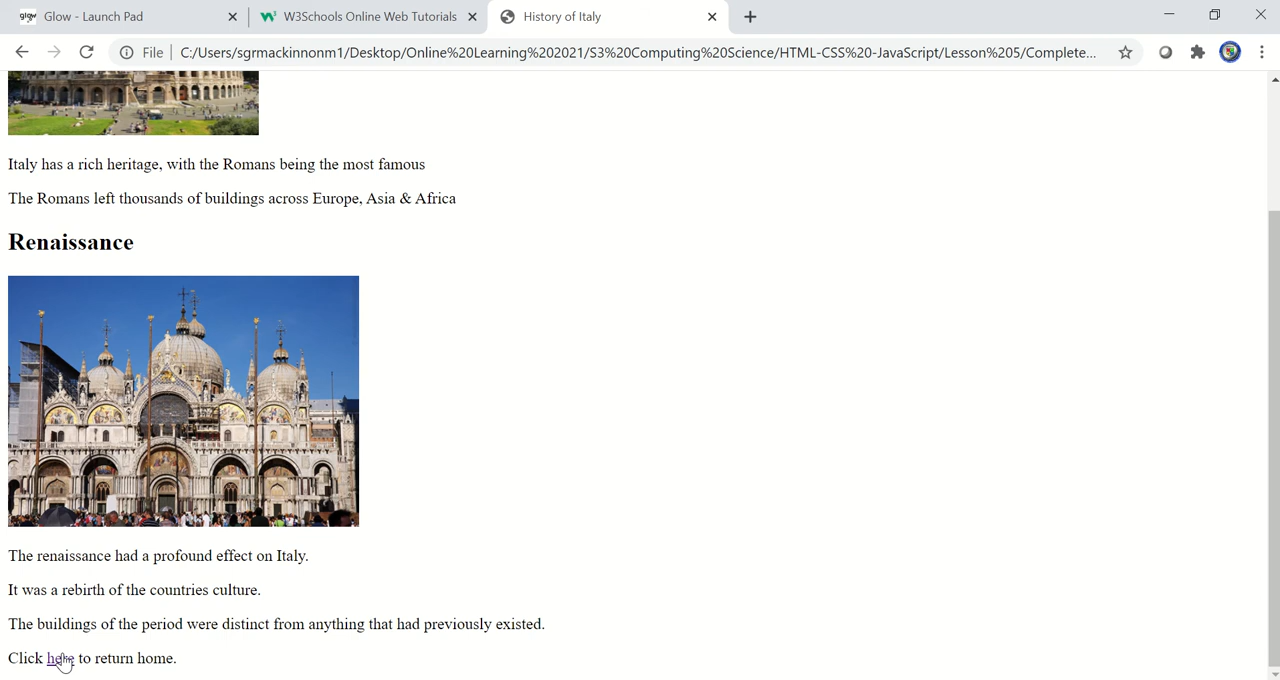 glow Glow - Launch Pad
W3Schools Online Web Tutorials
History of Italy
File
C:/Users/sgrmackinnonm1/Desktop/Online%20Learning%202021/S3%20Computing%20Science/HTML-CSS%20-JavaScript/Lesson%205/Complete...
Italy has a rich heritage, with the Romans being the most famous
The Romans left thousands of buildings across Europe, Asia & Africa
Renaissance
The renaissance had a profound effect on Italy.
It was a rebirth of the countries culture.
The buildings of the period were distinct from anything that had previously existed.
Click here to return home.